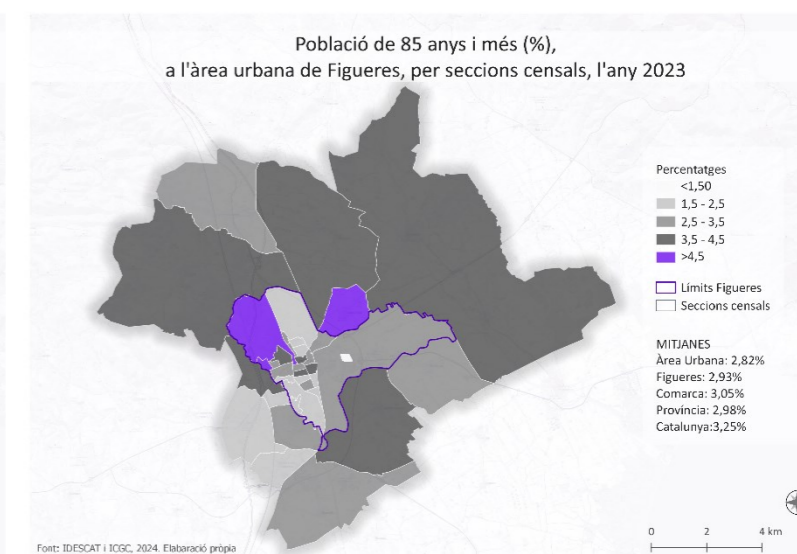 Població de 85 anys i més (%),
a l'àrea urbana de Figueres, per seccions censals, l'any 2023
Percentatges
<1,50
1,5 - 2,5
2,5 - 3,5
3,5 - 4,5
>4,5
Límits Figueres
Seccions censals
MITJANES
Àrea Urbana: 2,82%
Figueres: 2,93%
Comarca: 3,05%
Província: 2,98%
Catalunya:3,25%
0 2 4 km
Font: IDESCAT i ICGC, 2024. Elabaració pròpia